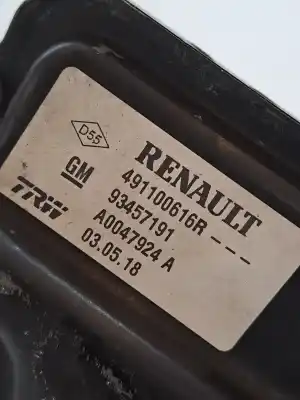 D55
RENAULT
GM
491100616R ---
93457191
TRW
A0047924 A
03.05.18